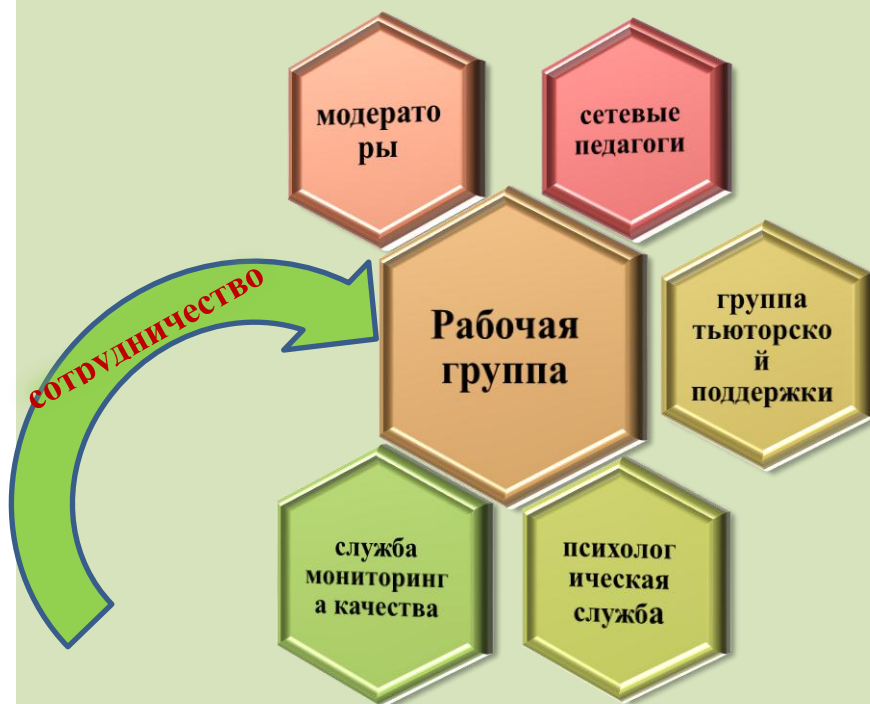 модерато
ры
сетевые
педагоги
сотрудничество
Рабочая
группа
группа
тьюторско
й
поддержки
служба
мониторинг
а качества
психолог
ическая
служба